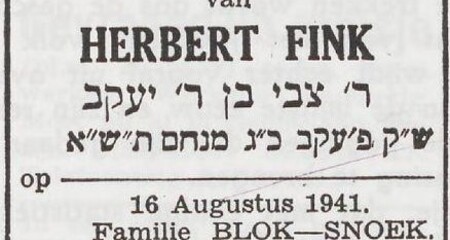 van
HERBERT FINK
ר׳ צבי בן ר׳ יעקב
ש״ק פ׳עקב כ״ג מנחם ת״ש״א
op
16 Augustus 1941.
Familie BLOK—SNOEK.